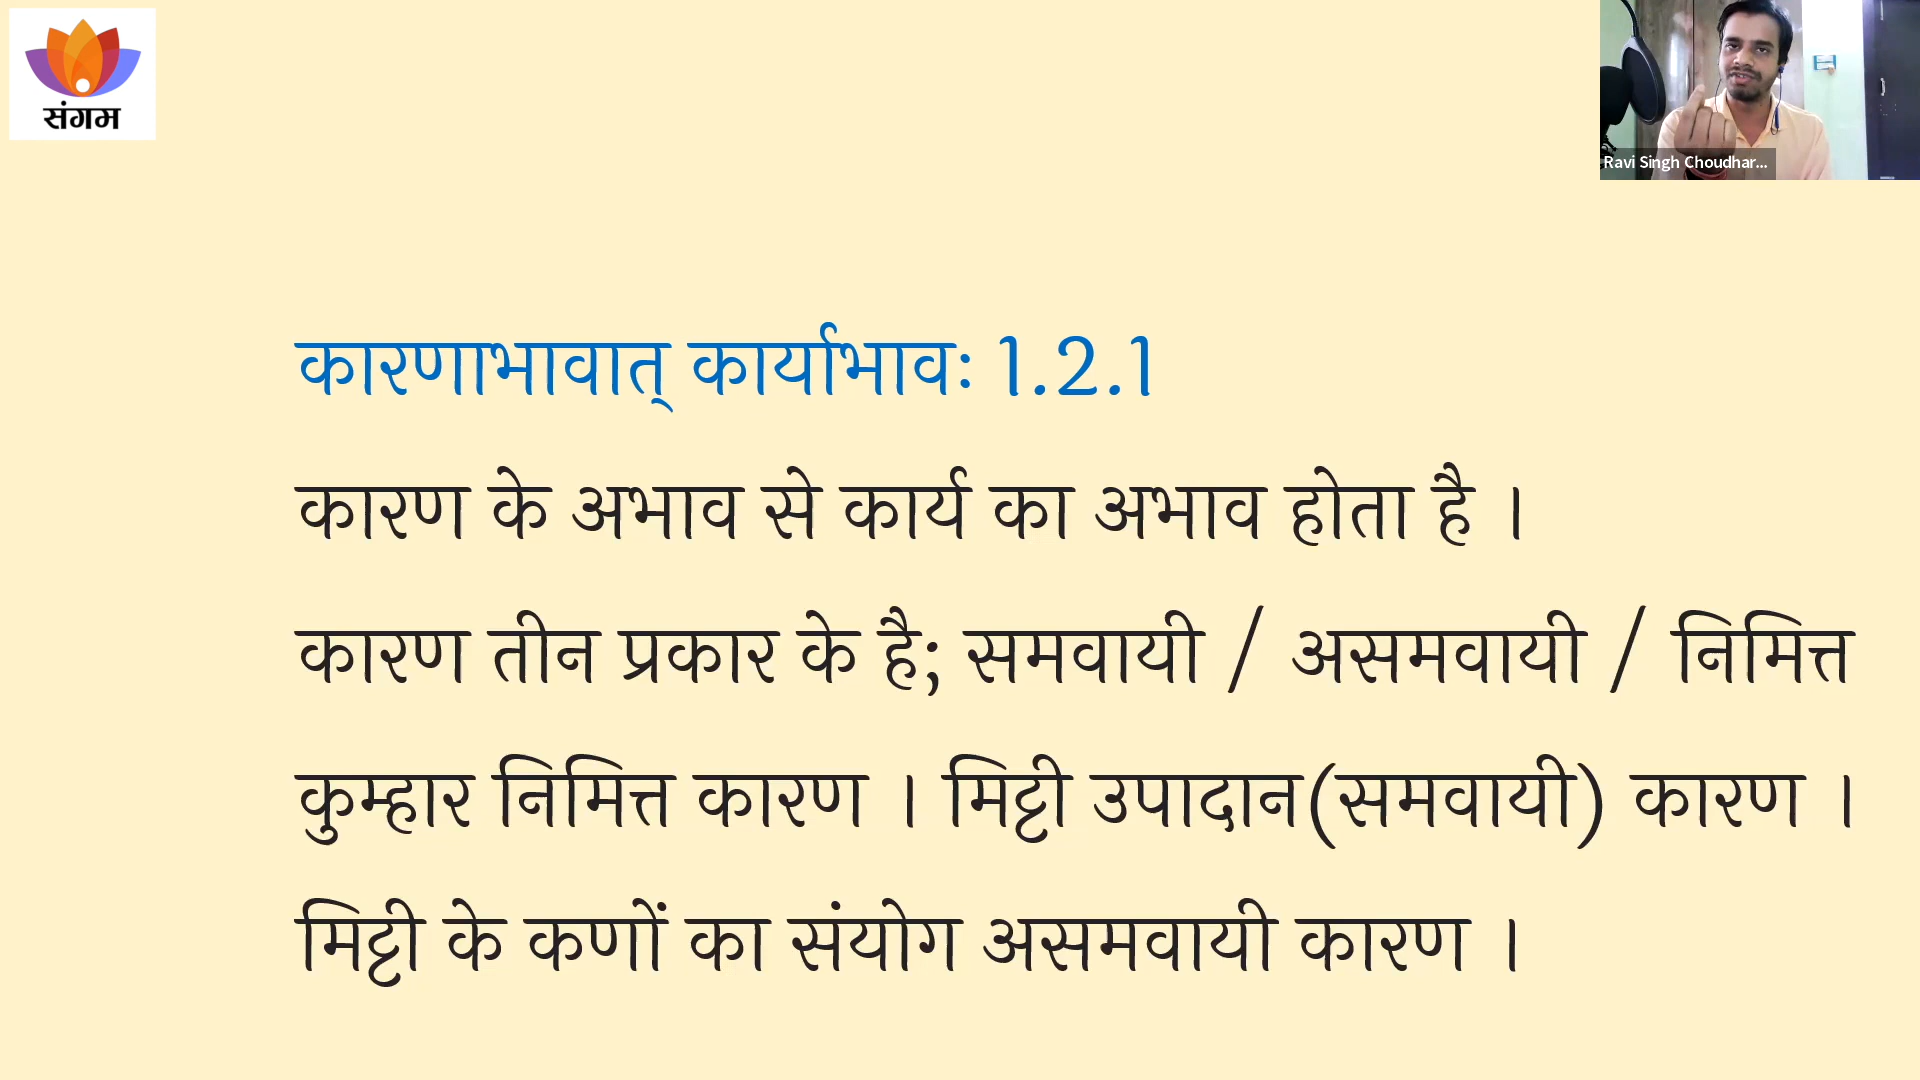 संगम
Ravi Singh Choudhar...
कारणाभावात् कार्याभावः 1.2.1
कारण के अभाव से कार्य का अभाव होता है ।
कारण तीन प्रकार के है; समवायी / असमवायी / निमित्त
कुम्हार निमित्त कारण । मिट्टी उपादान(समवायी) कारण ।
मिट्टी के कणों का संयोग असमवायी कारण ।